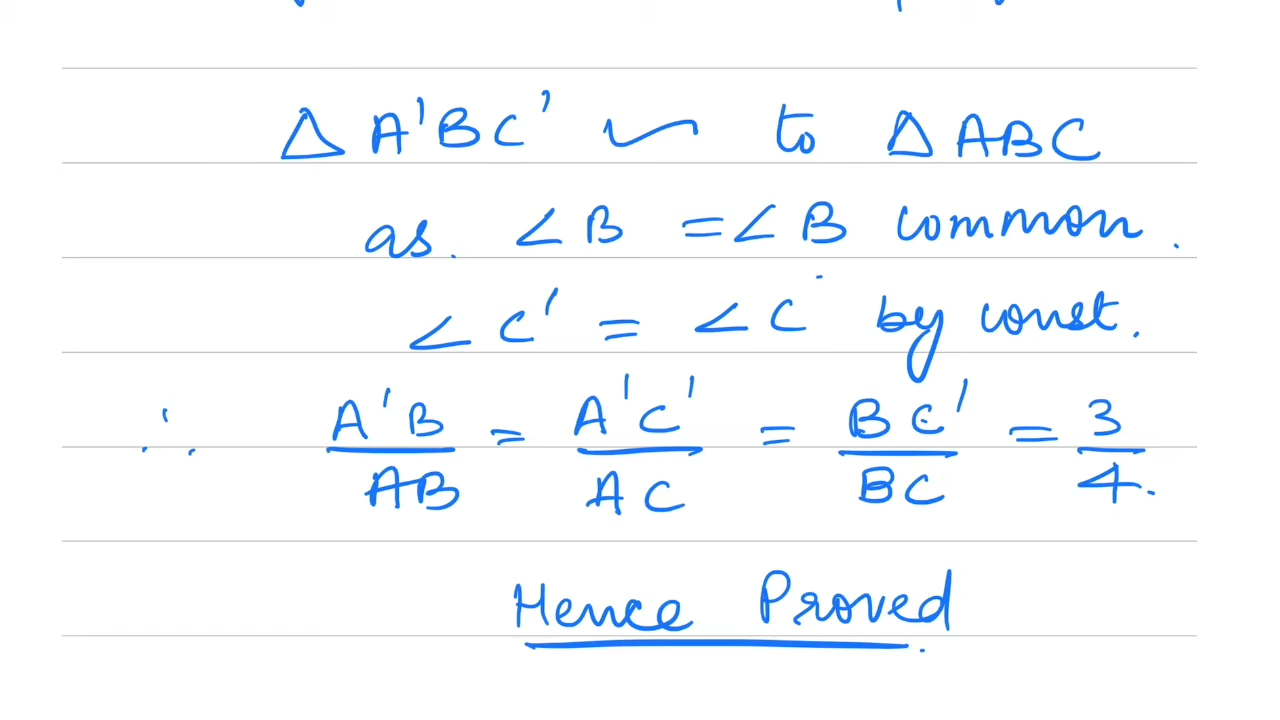 △ A'BC' ~ to △ ABC
as. ∠B = ∠B common.
∠C' = ∠C by const.
∴ A'B/AB = A'C'/AC = BC'/BC = 3/4.
Hence Proved